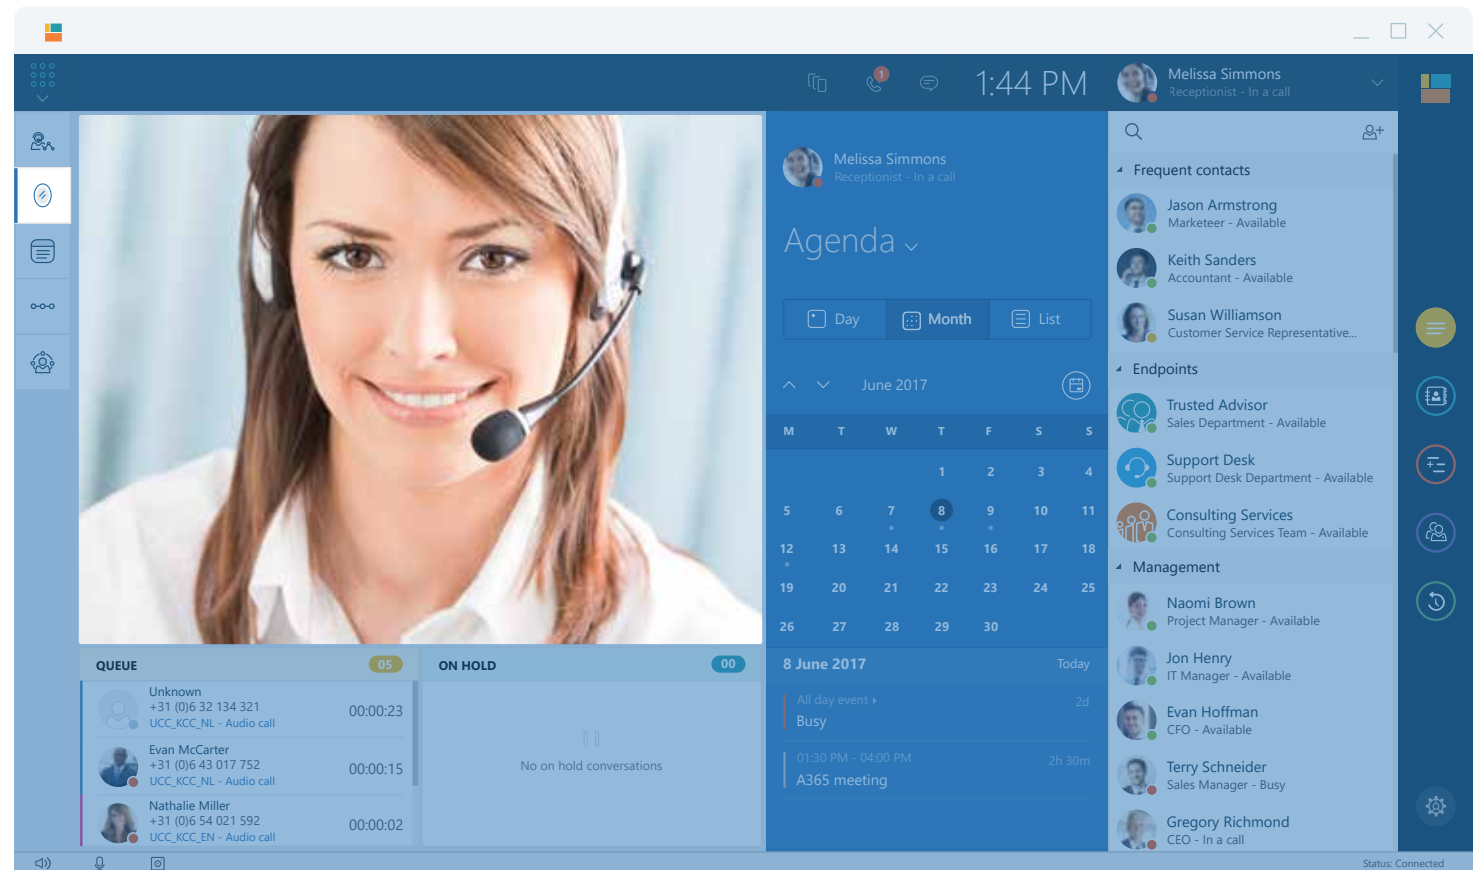 1
1:44 PM
Melissa Simmons
Receptionist - In a call
Melissa Simmons
Receptionist - In a call
Agenda
Day
Month
List
June 2017
M T W T F S S
1 2 3 4
5 6 7 8 9 10 11
12 13 14 15 16 17 18
19 20 21 22 23 24 25
26 27 28 29 30
8 June 2017
Today
All day event
2d
Busy
01:30 PM - 04:00 PM
2h 30m
A365 meeting
QUEUE
05
Unknown
+31 (0)6 32 134 321
UCC_KCC_NL - Audio call
00:00:23
Evan McCarter
+31 (0)6 43 017 752
UCC_KCC_NL - Audio call
00:00:15
Nathalie Miller
+31 (0)6 54 021 592
UCC_KCC_EN - Audio call
00:00:02
ON HOLD
00
No on hold conversations
Frequent contacts
Jason Armstrong
Marketeer - Available
Keith Sanders
Accountant - Available
Susan Williamson
Customer Service Representative...
Endpoints
Trusted Advisor
Sales Department - Available
Support Desk
Support Desk Department - Available
Consulting Services
Consulting Services Team - Available
Management
Naomi Brown
Project Manager - Available
Jon Henry
IT Manager - Available
Evan Hoffman
CFO - Available
Terry Schneider
Sales Manager - Busy
Gregory Richmond
CEO - In a call
Status: Connected